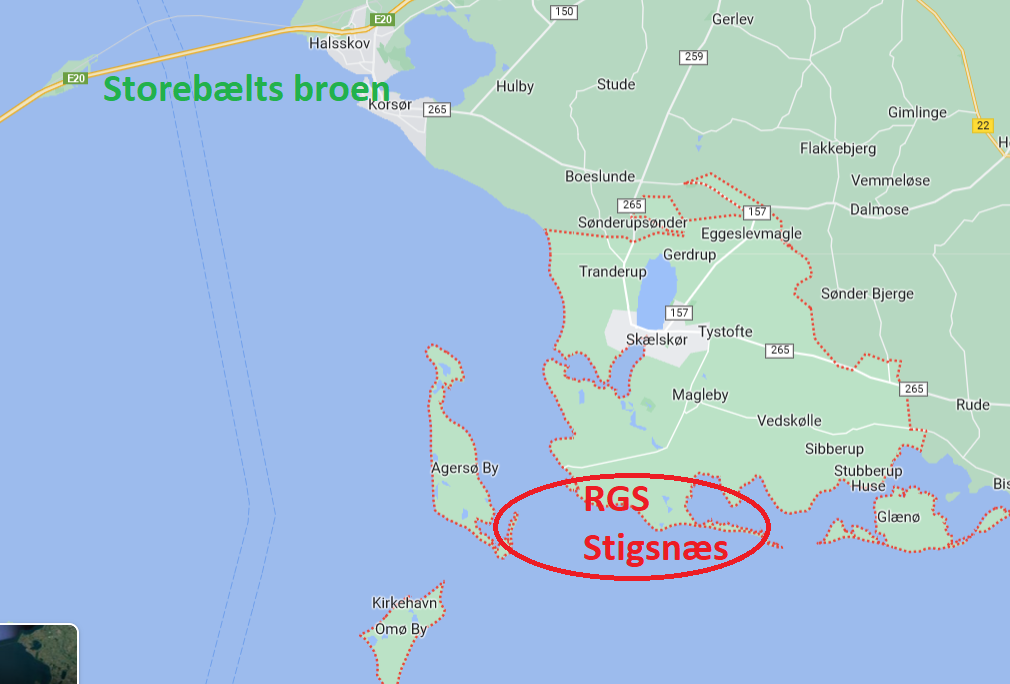 150
Gerlev
E20
Halsskov
259
E20
Storebælts broen
Hulby
Stude
Korsør
265
Gimlinge
22
Flakkebjerg
Boeslunde
Vemmeløse
265
157
Dalmose
Sønderupsønder
Eggeslevmagle
Gerdrup
Tranderup
Sønder Bjerge
157
Tystofte
Skælskør
265
265
Magleby
Rude
Vedskølle
Sibberup
Agersø By
Stubberup
Huse
RGS
Glænø
Stigsnæs
Kirkehavn
Omø By